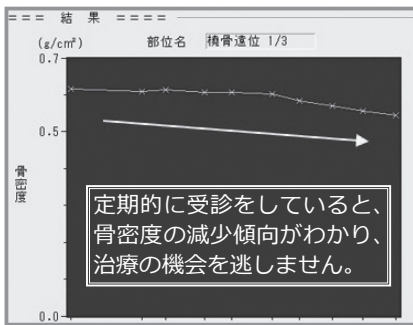 === 結 果 ====
(g/cm²) 部位名 橈骨遠位 1/3
0.7
0.5
骨密度
0.0
定期的に受診をしていると、
骨密度の減少傾向がわかり、
治療の機会を逃しません。